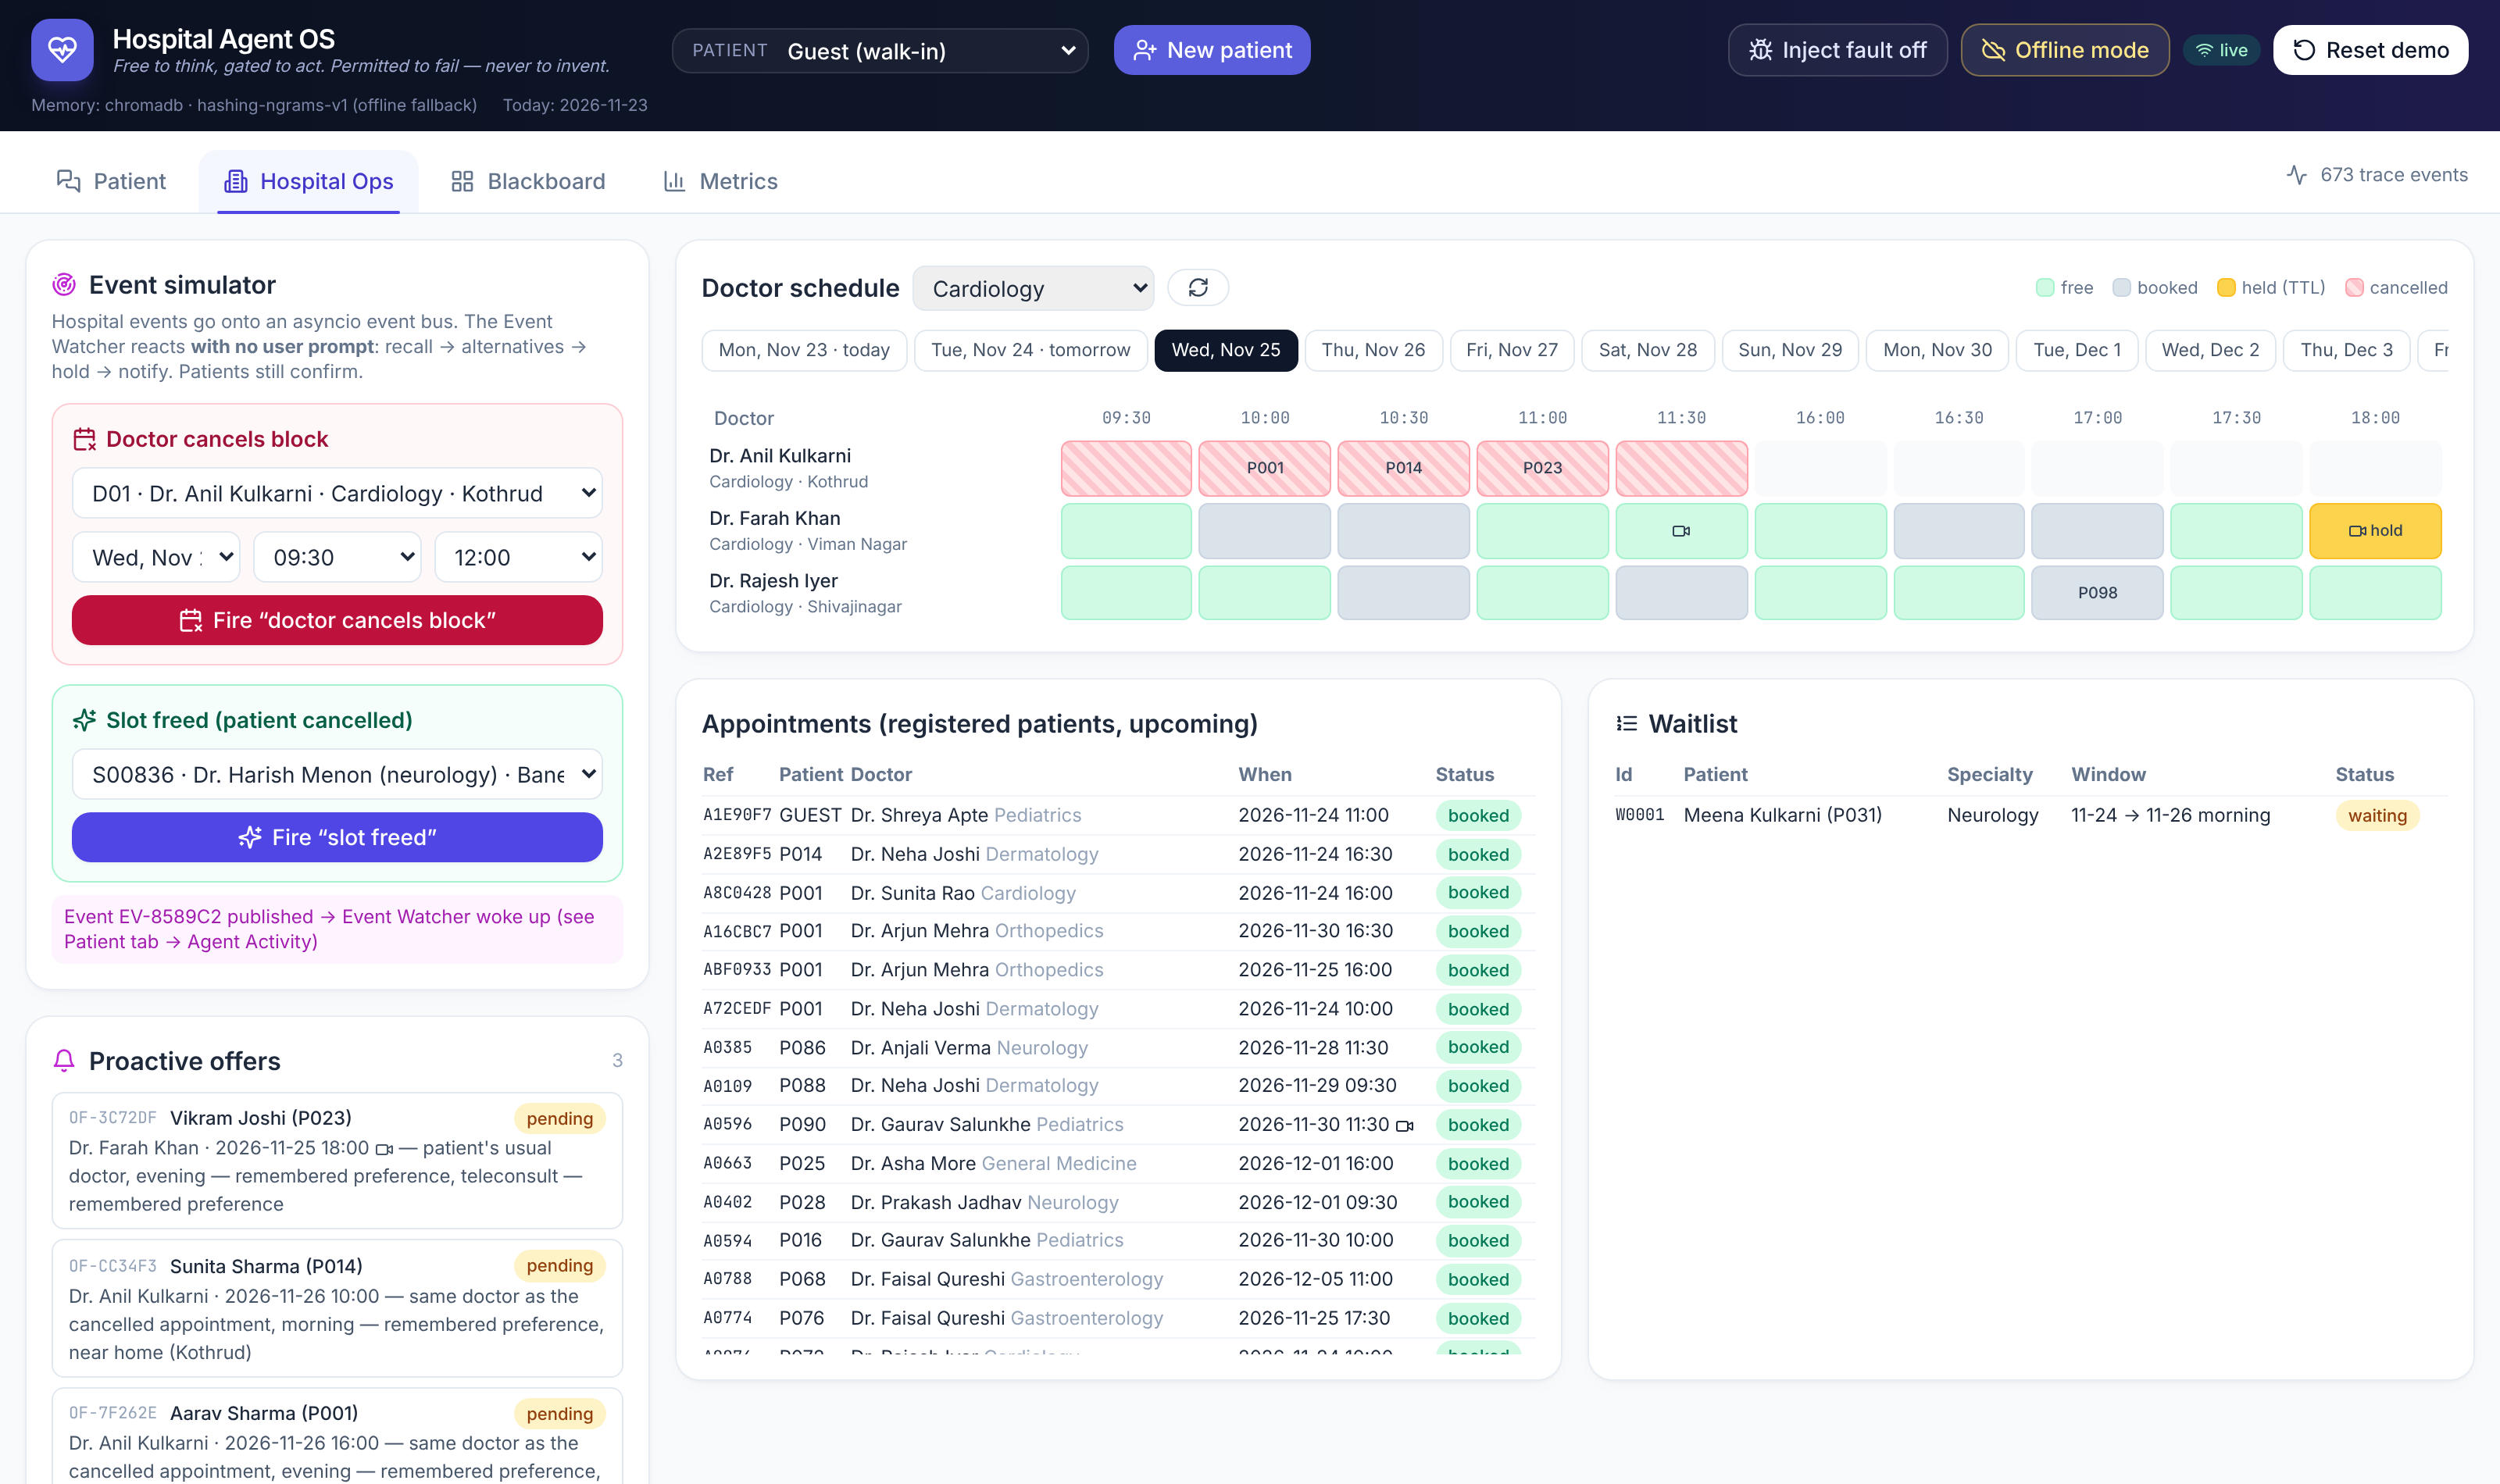 Hospital Agent OS
Free to think, gated to act. Permitted to fail — never to invent.
Memory: chromadb · hashing-ngrams-v1 (offline fallback) Today: 2026-11-23
PATIENT Guest (walk-in)
New patient
Inject fault off
Offline mode
live
Reset demo
Patient
Hospital Ops
Blackboard
Metrics
673 trace events
Event simulator
Hospital events go onto an asyncio event bus. The Event
Watcher reacts with no user prompt: recall → alternatives →
hold → notify. Patients still confirm.
Doctor cancels block
D01 · Dr. Anil Kulkarni · Cardiology · Kothrud
Wed, Nov 09:30 12:00
Fire “doctor cancels block”
Slot freed (patient cancelled)
S00836 · Dr. Harish Menon (neurology) · Bane
Fire “slot freed”
Event EV-8589C2 published → Event Watcher woke up (see
Patient tab → Agent Activity)
Proactive offers 3
OF-3C72DF Vikram Joshi (P023) pending
Dr. Farah Khan · 2026-11-25 18:00 — patient's usual
doctor, evening — remembered preference, teleconsult —
remembered preference
OF-CC34F3 Sunita Sharma (P014) pending
Dr. Anil Kulkarni · 2026-11-26 10:00 — same doctor as the
cancelled appointment, morning — remembered preference,
near home (Kothrud)
OF-7F262E Aarav Sharma (P001) pending
Dr. Anil Kulkarni · 2026-11-26 16:00 — same doctor as the
cancelled appointment, evening — remembered preference,
Doctor schedule Cardiology
free booked held (TTL) cancelled
Mon, Nov 23 · today Tue, Nov 24 · tomorrow Wed, Nov 25 Thu, Nov 26 Fri, Nov 27 Sat, Nov 28 Sun, Nov 29 Mon, Nov 30 Tue, Dec 1 Wed, Dec 2 Thu, Dec 3 Fr
Doctor 09:30 10:00 10:30 11:00 11:30 16:00 16:30 17:00 17:30 18:00
Dr. Anil Kulkarni
Cardiology · Kothrud
P001 P014 P023
Dr. Farah Khan
Cardiology · Viman Nagar
hold
Dr. Rajesh Iyer
Cardiology · Shivajinagar
P098
Appointments (registered patients, upcoming)
Ref Patient Doctor When Status
A1E90F7 GUEST Dr. Shreya Apte Pediatrics 2026-11-24 11:00 booked
A2E89F5 P014 Dr. Neha Joshi Dermatology 2026-11-24 16:30 booked
A8C0428 P001 Dr. Sunita Rao Cardiology 2026-11-24 16:00 booked
A16CBC7 P001 Dr. Arjun Mehra Orthopedics 2026-11-30 16:30 booked
ABF0933 P001 Dr. Arjun Mehra Orthopedics 2026-11-25 16:00 booked
A72CEDF P001 Dr. Neha Joshi Dermatology 2026-11-24 10:00 booked
A0385 P086 Dr. Anjali Verma Neurology 2026-11-28 11:30 booked
A0109 P088 Dr. Neha Joshi Dermatology 2026-11-29 09:30 booked
A0596 P090 Dr. Gaurav Salunkhe Pediatrics 2026-11-30 11:30 booked
A0663 P025 Dr. Asha More General Medicine 2026-12-01 16:00 booked
A0402 P028 Dr. Prakash Jadhav Neurology 2026-12-01 09:30 booked
A0594 P016 Dr. Gaurav Salunkhe Pediatrics 2026-11-30 10:00 booked
A0788 P068 Dr. Faisal Qureshi Gastroenterology 2026-12-05 11:00 booked
A0774 P076 Dr. Faisal Qureshi Gastroenterology 2026-11-25 17:30 booked
Waitlist
Id Patient Specialty Window Status
W0001 Meena Kulkarni (P031) Neurology 11-24 → 11-26 morning waiting